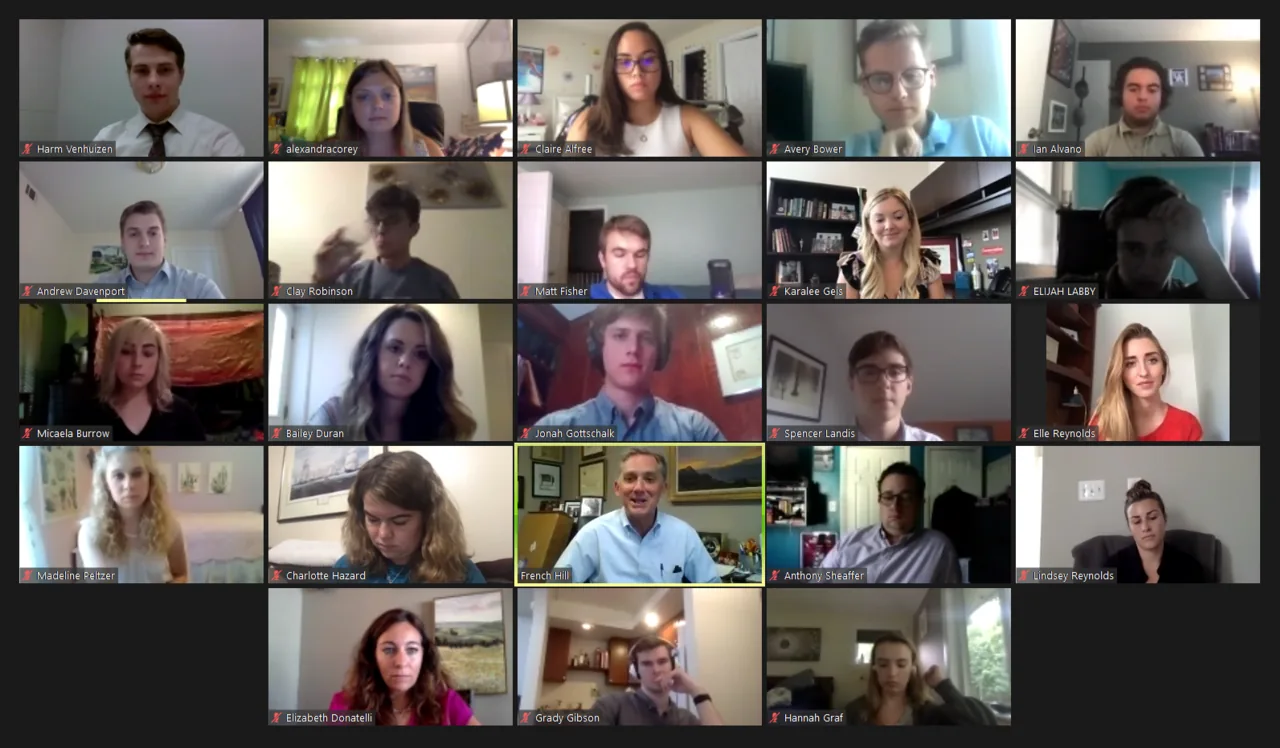 Harm Venhuizen
alexandracorey
Claire Alfree
Avery Bower
Ian Alvano
Andrew Davenport
Clay Robinson
Matt Fisher
Karalee Geis
ELIJAH LABBY
Micaela Burrow
Bailey Duran
Jonah Gottschalk
Spencer Landis
Elle Reynolds
Madeline Peltzer
Charlotte Hazard
French Hill
Anthony Sheaffer
Lindsey Reynolds
Elizabeth Donatelli
Grady Gibson
Hannah Graf